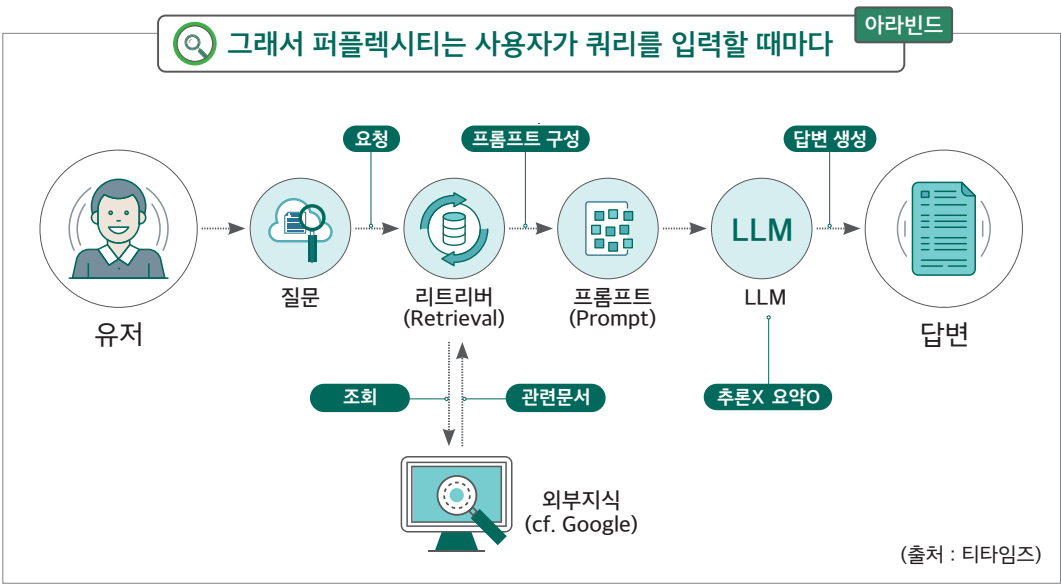 아라빈드
그래서 퍼플렉시티는 사용자가 쿼리를 입력할 때마다
요청
프롬프트 구성
답변 생성
LLM
유저
질문
리트리버
(Retrieval)
프롬프트
(Prompt)
LLM
답변
조회
관련문서
추론X 요약O
외부지식
(cf. Google)
(출처 : 티타임즈)